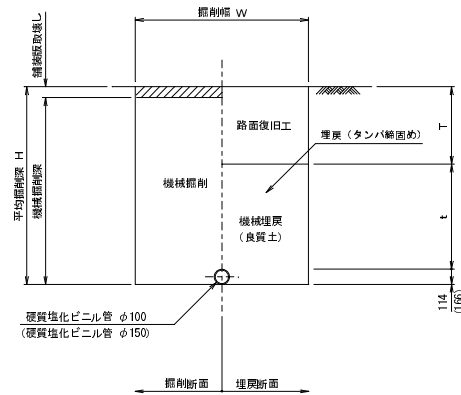 掘削幅 W
舗装版取壊し
平均掘削深 H
機械掘削深
路面復旧工
埋戻 (タンパ締固め)
T
機械掘削
機械埋戻
(良質土)
t
硬質塩化ビニル管 φ100
(硬質塩化ビニル管 φ150)
114
(166)
掘削断面
埋戻断面